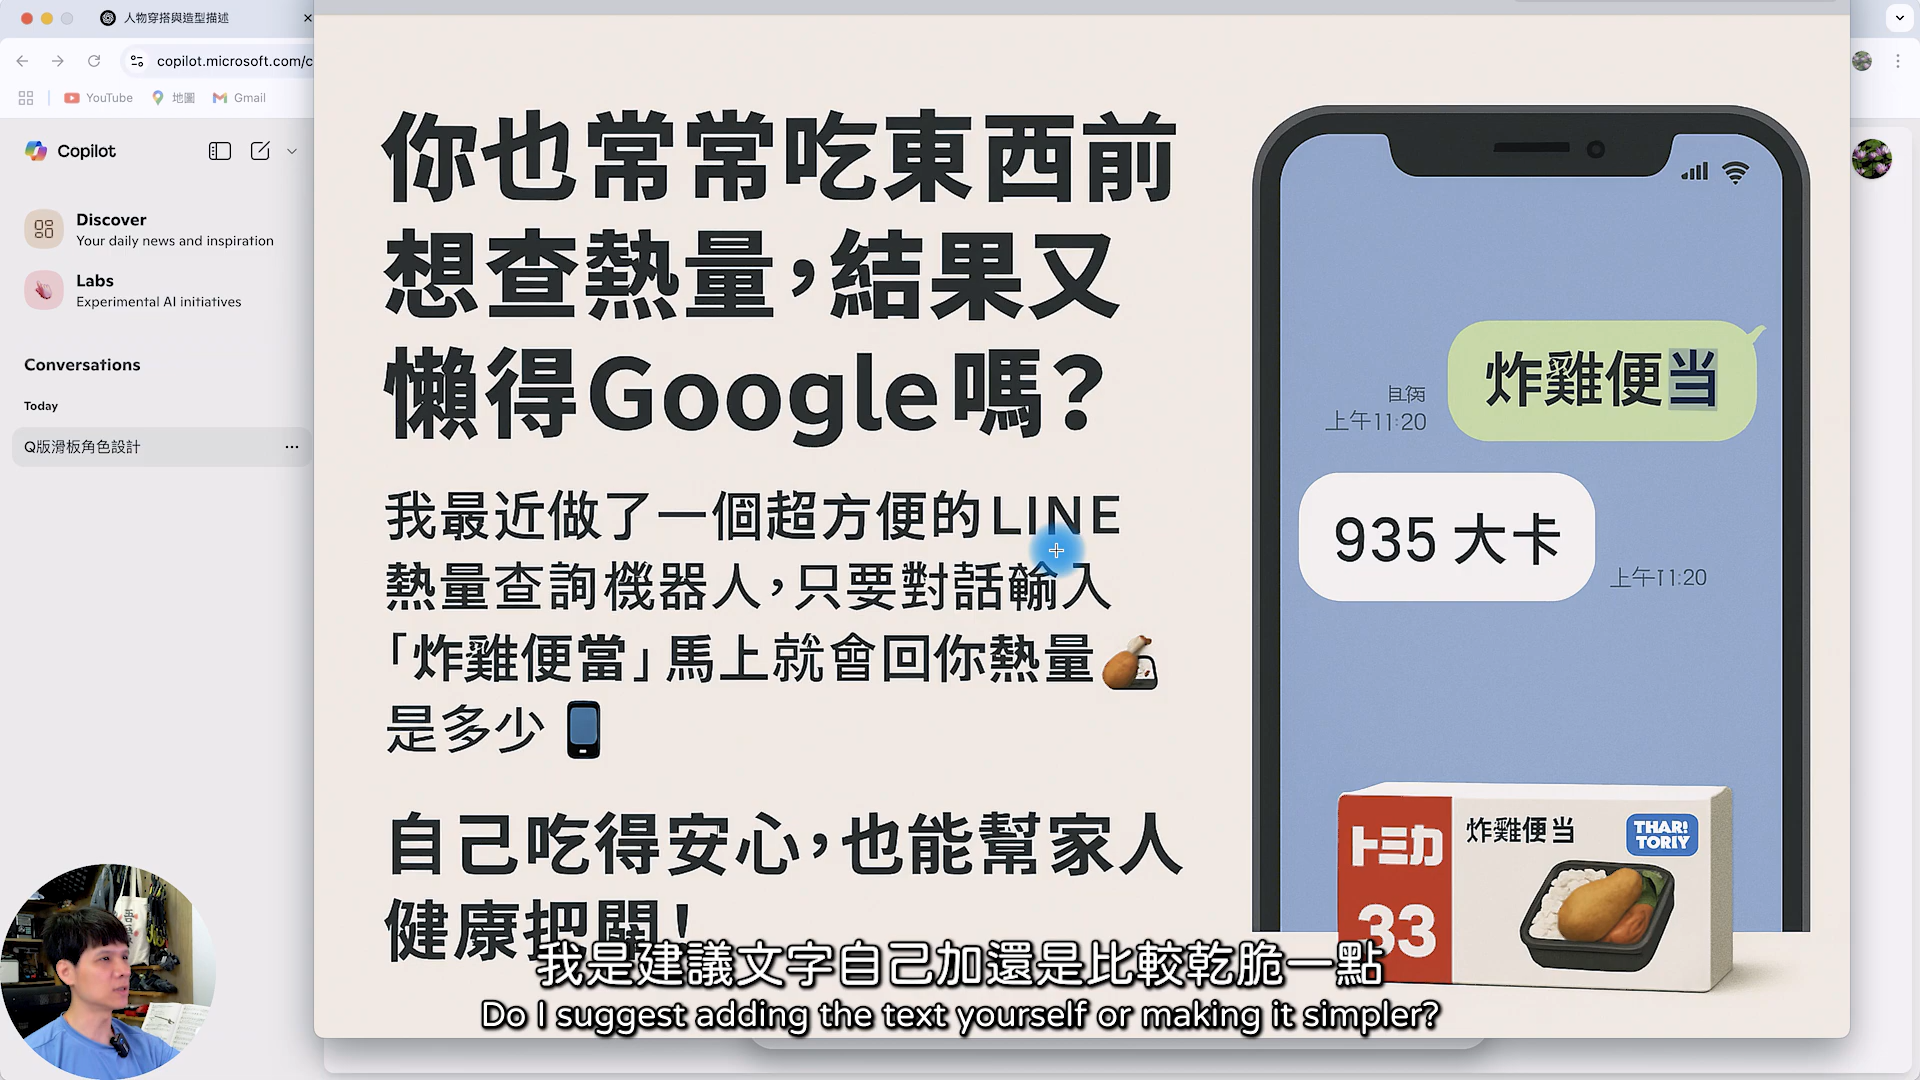 人物穿搭與造型描述
copilot.microsoft.com/c
YouTube
地圖
Gmail
Copilot
Discover
Your daily news and inspiration
Labs
Experimental AI initiatives
Conversations
Today
Q版滑板角色設計
你也常常吃東西前
想查熱量,結果又
懶得Google嗎?
我最近做了一個超方便的LINE
熱量查詢機器人,只要對話輸入
「炸雞便當」馬上就會回你熱量
是多少
自己吃得安心,也能幫家人
健康把關!
炸雞便当
上午11:20
935 大卡
上午11:20
トミカ
33
炸雞便当
THAR!
TORIY
我是建議文字自己加還是比較乾脆一點
Do I suggest adding the text yourself or making it simpler?